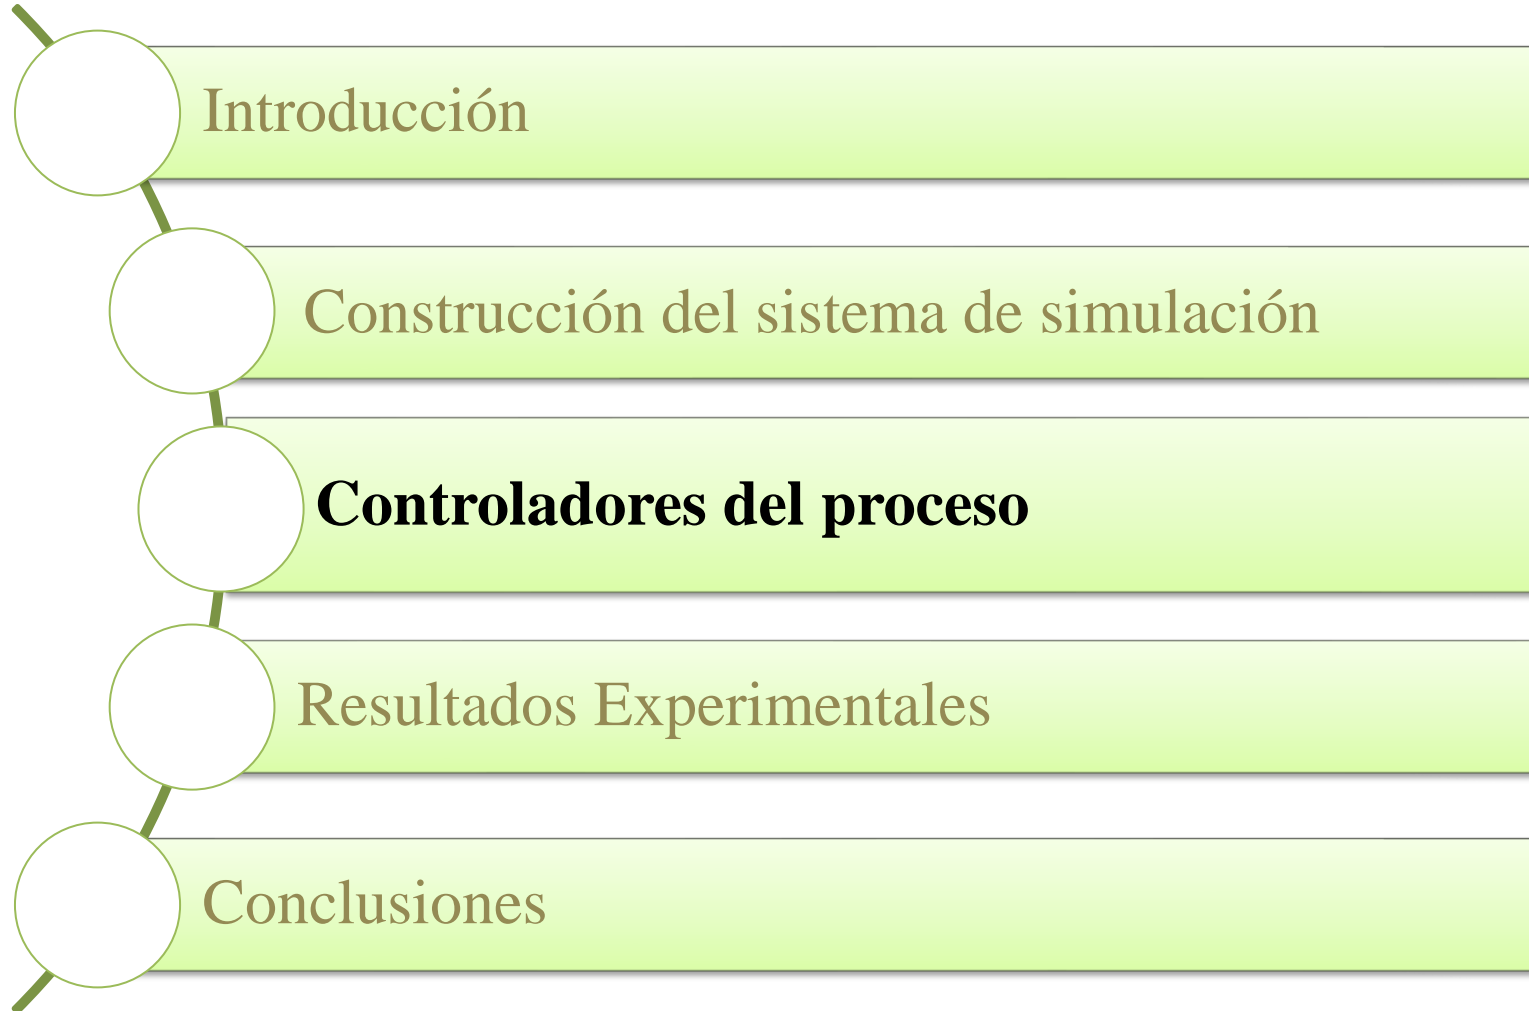 Introducción
Construcción del sistema de simulación
Controladores del proceso
Resultados Experimentales
Conclusiones